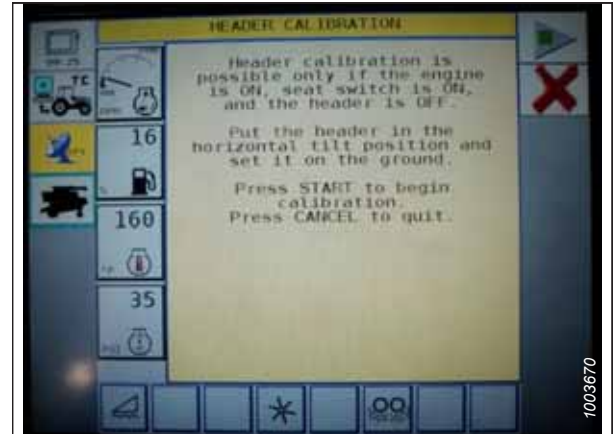 HEADER CALIBRATION
Header calibration is
possible only if the engine
is ON, seat switch is ON,
and the header is OFF.
Put the header in the
horizontal tilt position and
set it on the ground.
Press START to begin
calibration.
Press CANCEL to quit.
TC
16
160
35
1003670